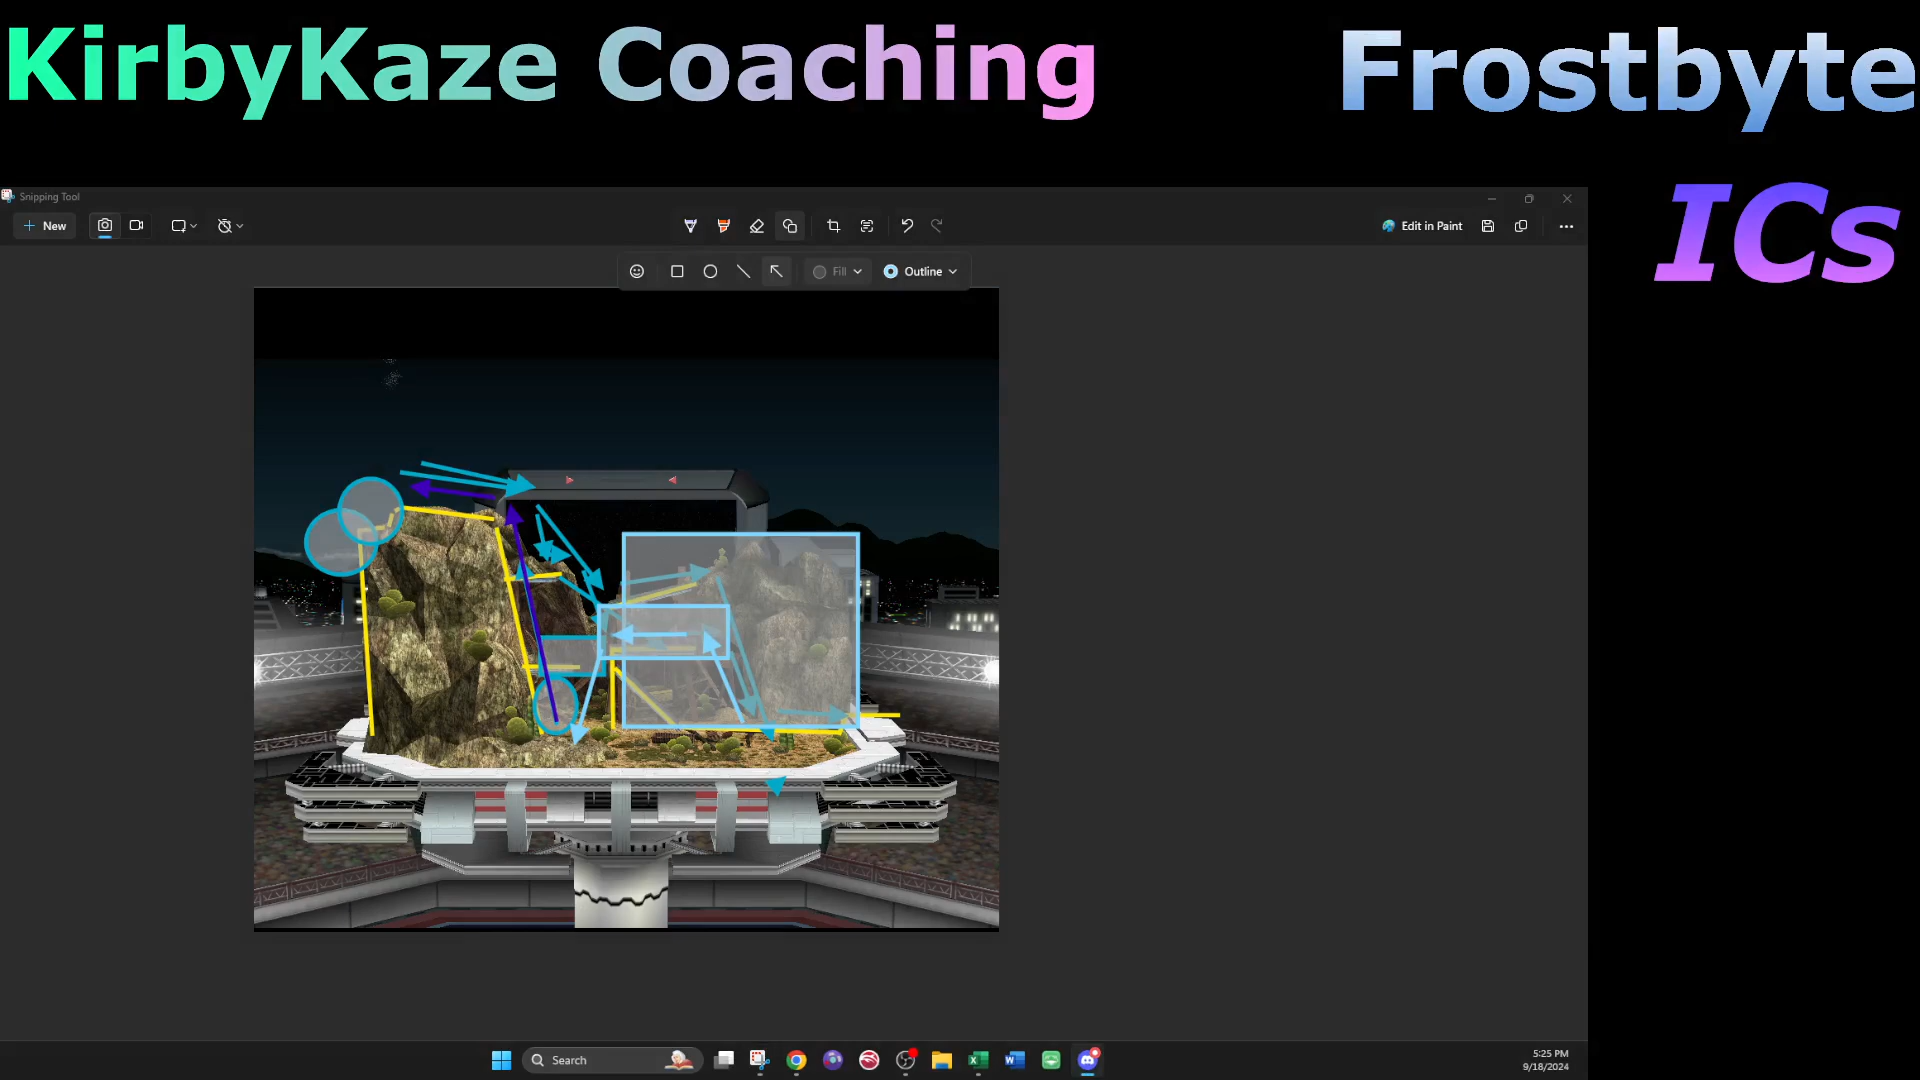 KirbyKaze Coaching
Frostbyte
ICs
Snipping Tool
New
Edit in Paint
Fill
Outline
Search
5:25 PM
9/18/2024